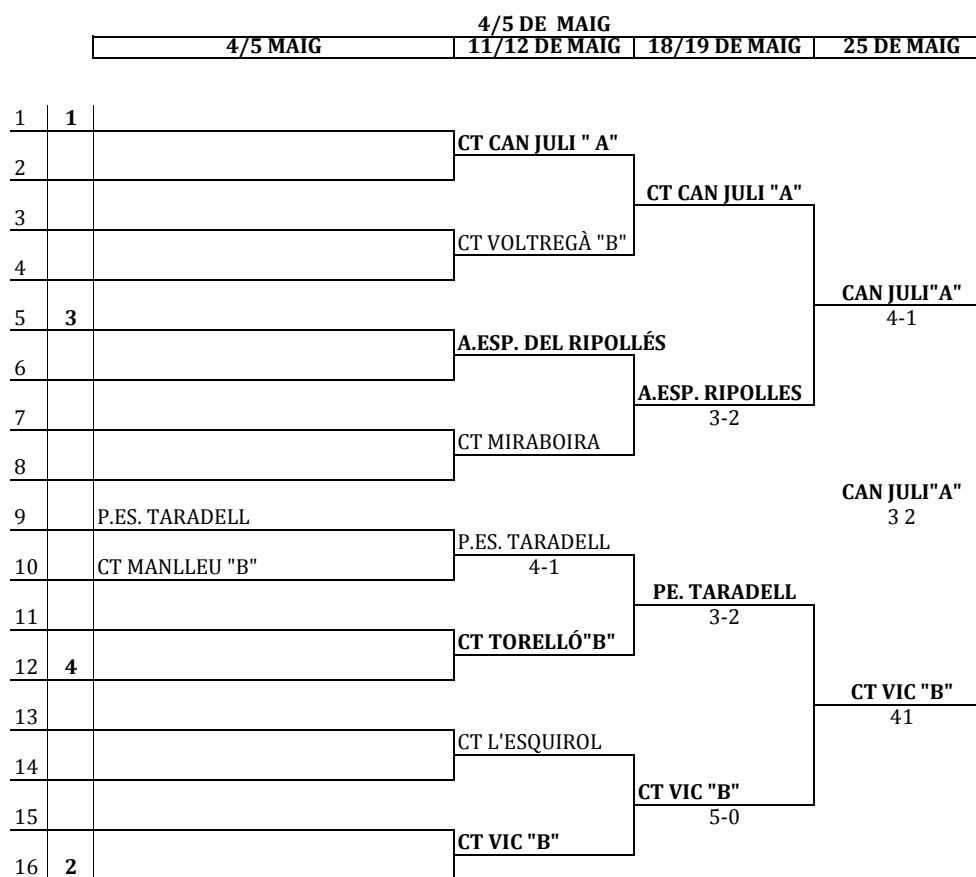 4/5 DE MAIG
4/5 MAIG 11/12 DE MAIG 18/19 DE MAIG 25 DE MAIG
1 1
CT CAN JULI " A"
2
CT CAN JULI "A"
3
CT VOLTREGÀ "B"
4
CAN JULI"A"
5 3 4-1
A.ESP. DEL RIPOLLÉS
6
A.ESP. RIPOLLES
7 3-2
CT MIRABOIRA
8
CAN JULI"A"
9 P.ES. TARADELL 3 2
P.ES. TARADELL
10 CT MANLLEU "B" 4-1
PE. TARADELL
11 3-2
CT TORELLÓ"B"
12 4
CT VIC "B"
13 41
CT L'ESQUIROL
14
CT VIC "B"
15 5-0
CT VIC "B"
16 2